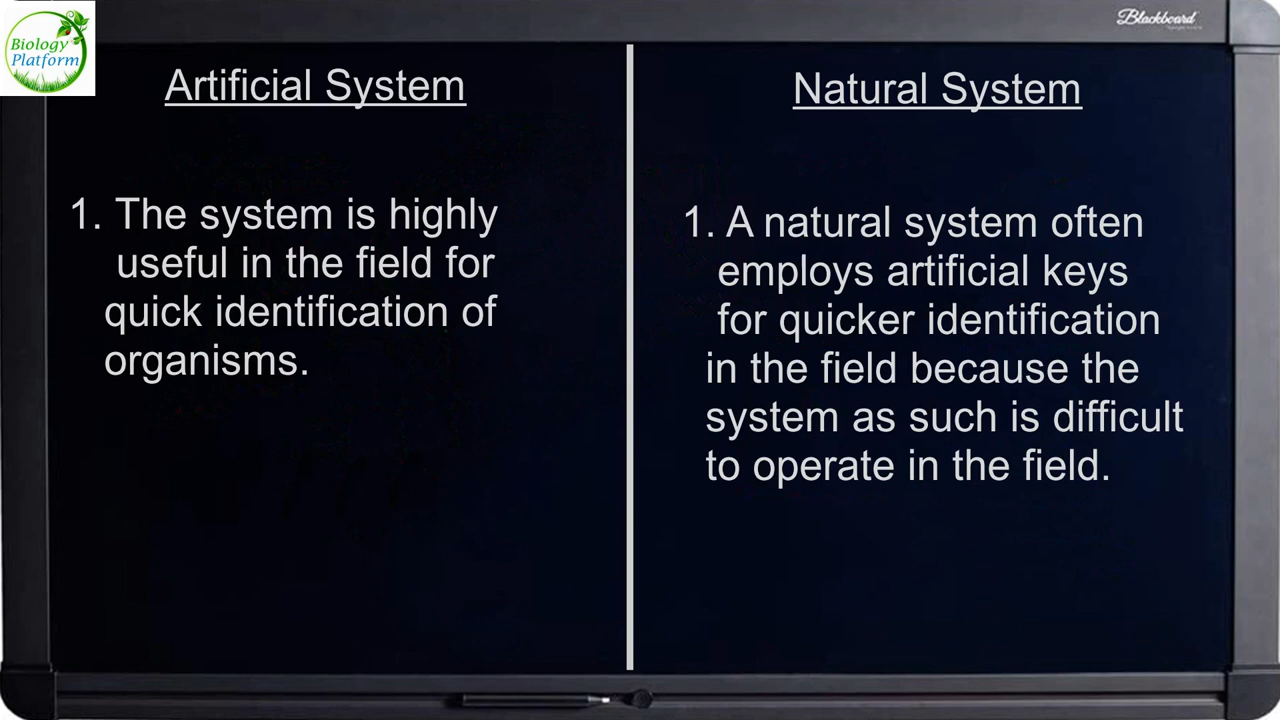 Biology
Platform
Blackboard
Artificial System
1. The system is highly
useful in the field for
quick identification of
organisms.
Natural System
1. A natural system often
employs artificial keys
for quicker identification
in the field because the
system as such is difficult
to operate in the field.